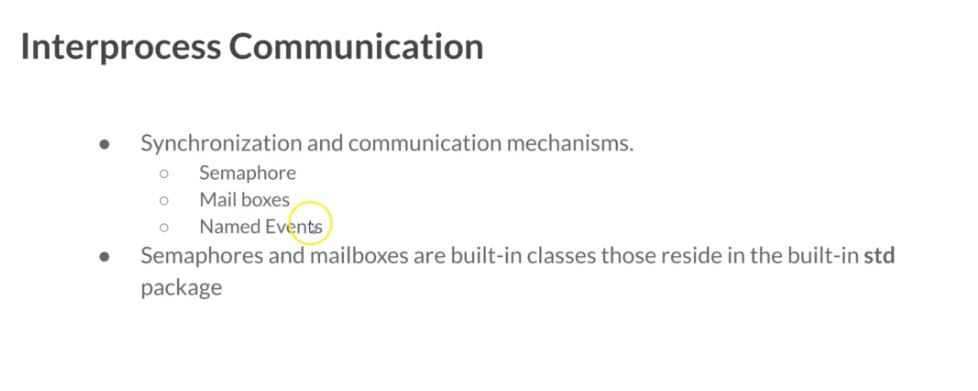 Interprocess Communication
● Synchronization and communication mechanisms.
○ Semaphore
○ Mail boxes
○ Named Events
● Semaphores and mailboxes are built-in classes those reside in the built-in std
package